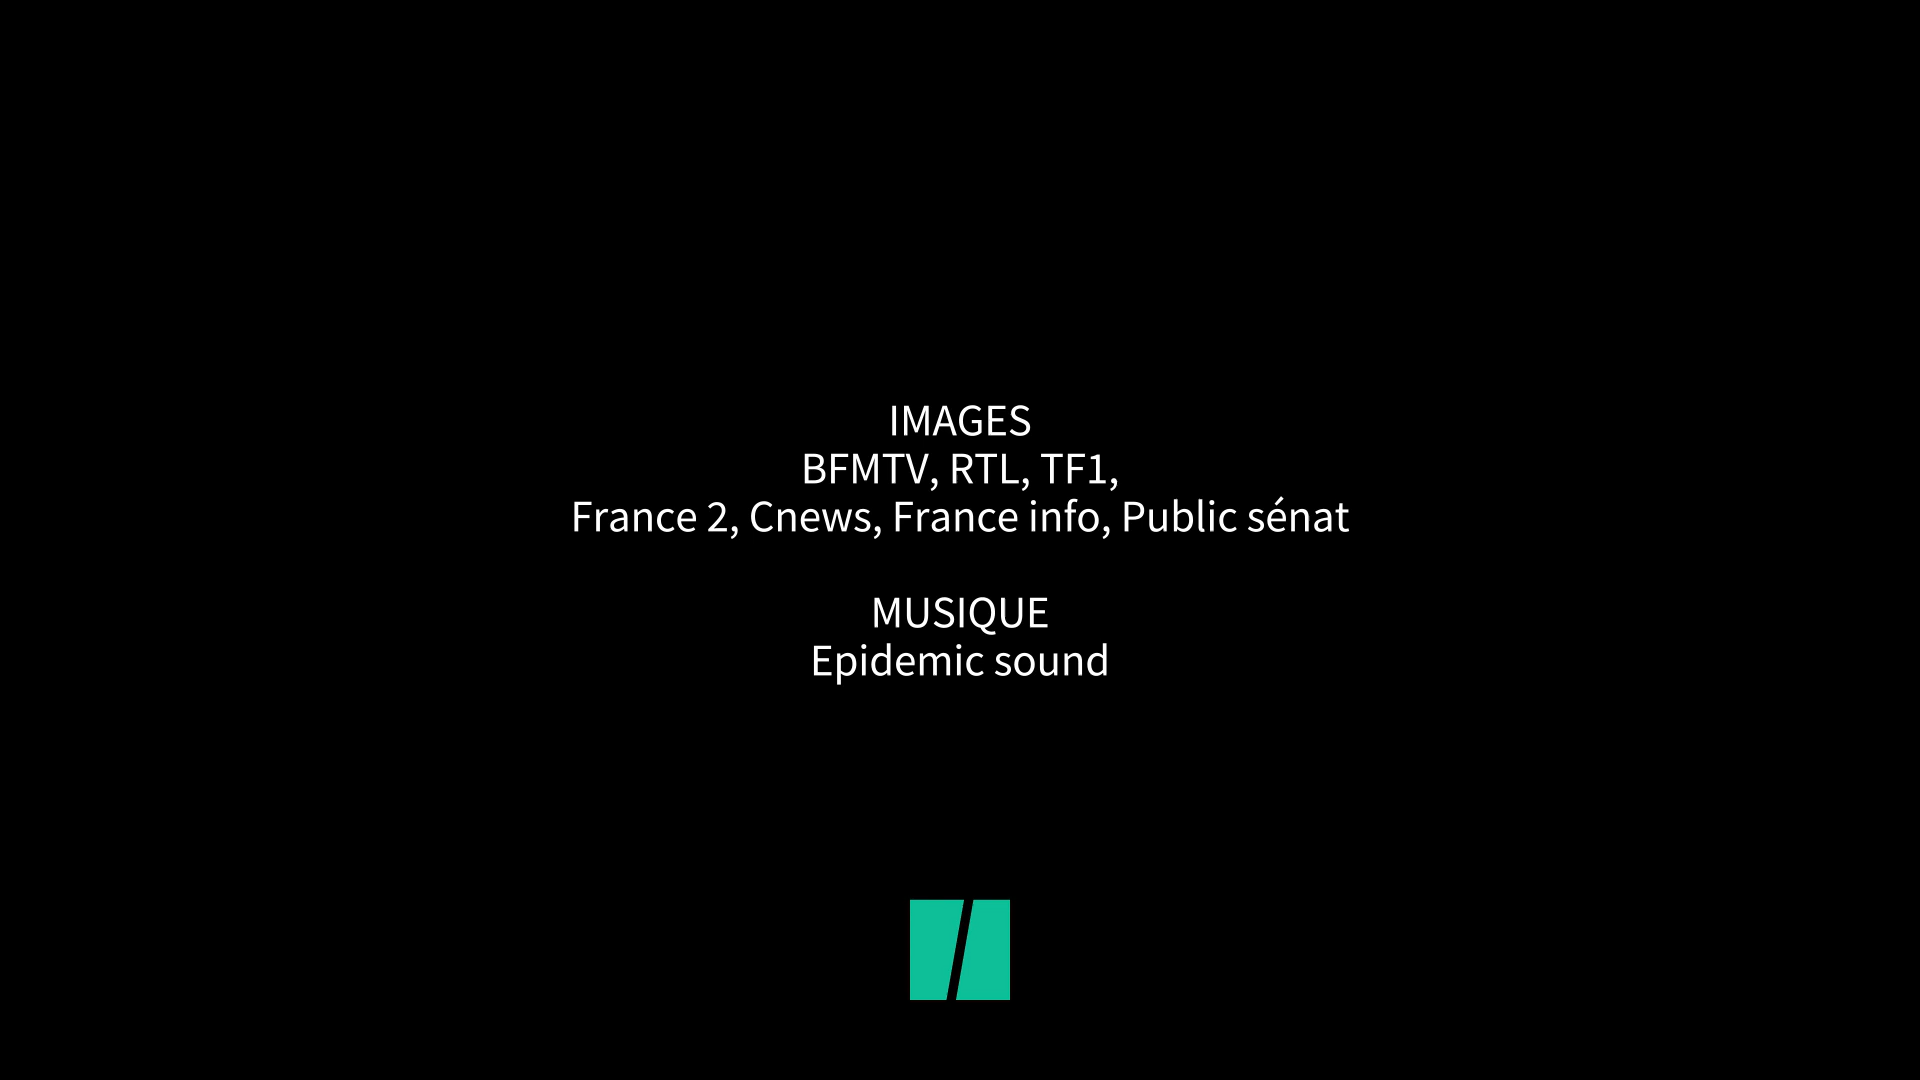 IMAGES
BFMTV, RTL, TF1,
France 2, Cnews, France info, Public sénat
MUSIQUE
Epidemic sound